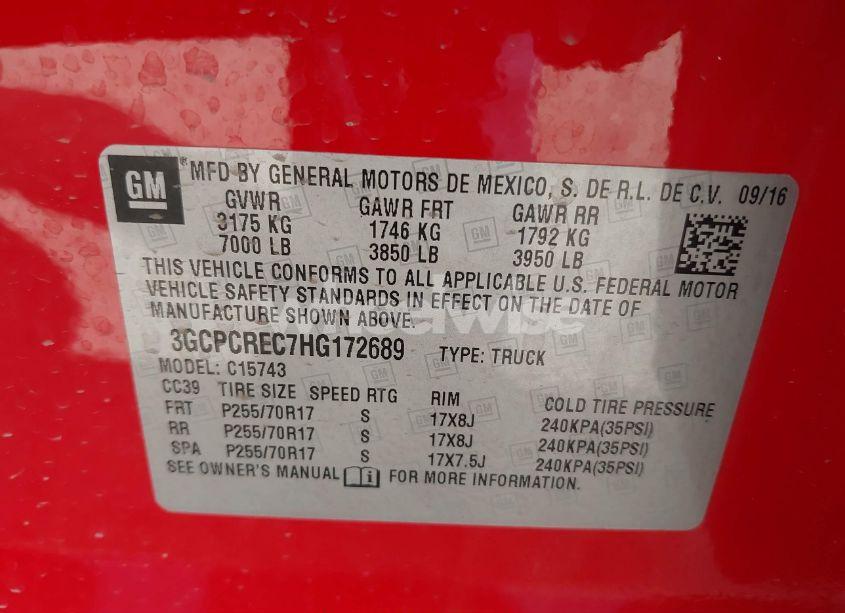 GM ® MFD BY GENERAL MOTORS DE MEXICO, S. DE R.L. DE C.V. 09/16
GVWR GAWR FRT GAWR RR
3175 KG 1746 KG 1792 KG
7000 LB 3850 LB 3950 LB
THIS VEHICLE CONFORMS TO ALL APPLICABLE U.S. FEDERAL MOTOR
VEHICLE SAFETY STANDARDS IN EFFECT ON THE DATE OF
MANUFACTURE SHOWN ABOVE.
3GCPCREC7HG172689 TYPE: TRUCK
MODEL: C15743
CC39 TIRE SIZE SPEED RTG RIM COLD TIRE PRESSURE
FRT P255/70R17 S 17X8J 240KPA(35PSI)
RR P255/70R17 S 17X8J 240KPA(35PSI)
SPA P255/70R17 S 17X7.5J 240KPA(35PSI)
SEE OWNER'S MANUAL i FOR MORE INFORMATION.